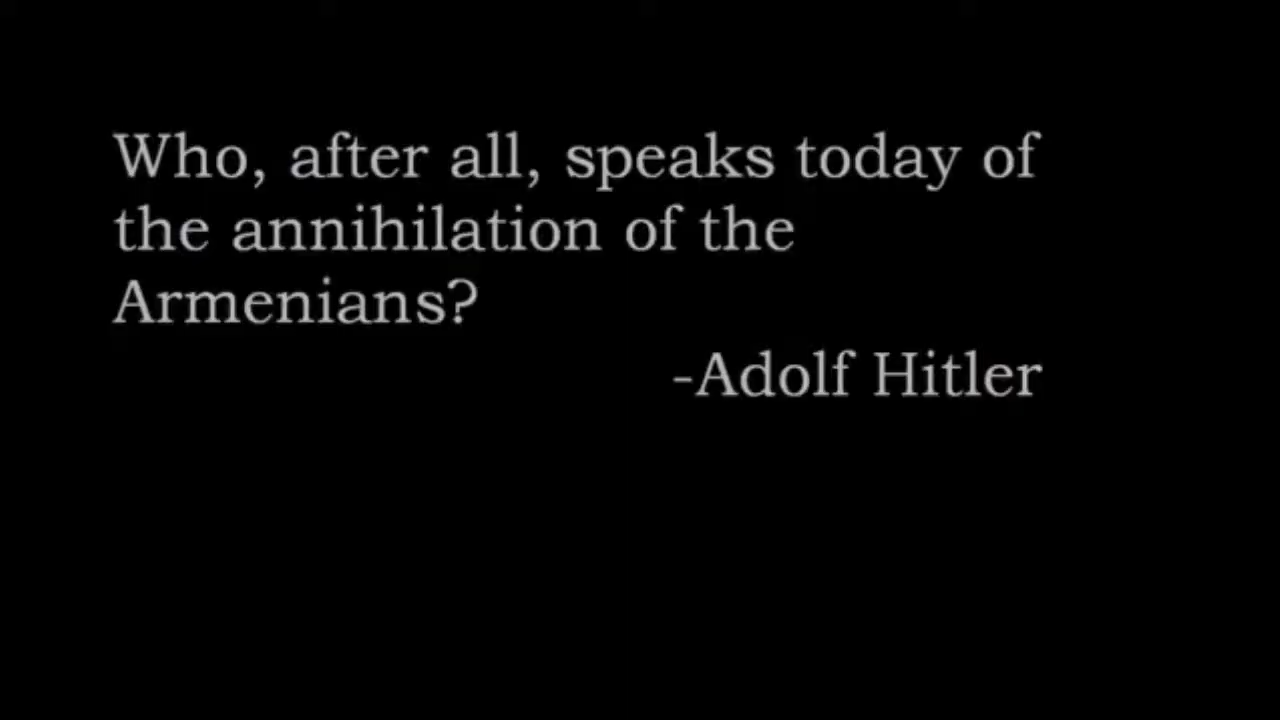 Who, after all, speaks today of
the annihilation of the
Armenians?
-Adolf Hitler